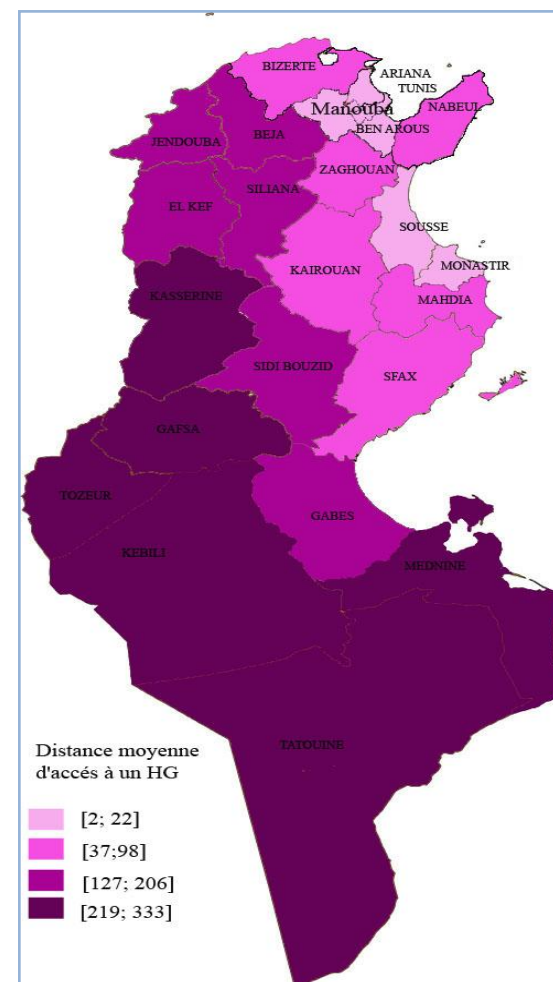 BIZERTE
ARIANA
TUNIS
Manouba
NABEUL
BEN AROUS
JENDOUBA
BEJA
ZAGHOUAN
SILIANA
EL KEF
SOUSSE
KAIROUAN
MONASTIR
KASSERINE
MAHDIA
SIDI BOUZID
SFAX
GAFSA
TOZEUR
GABES
KEBILI
MEDNINE
TATOUINE
Distance moyenne
d'accés à un HG
[2; 22]
[37;98]
[127; 206]
[219; 333]